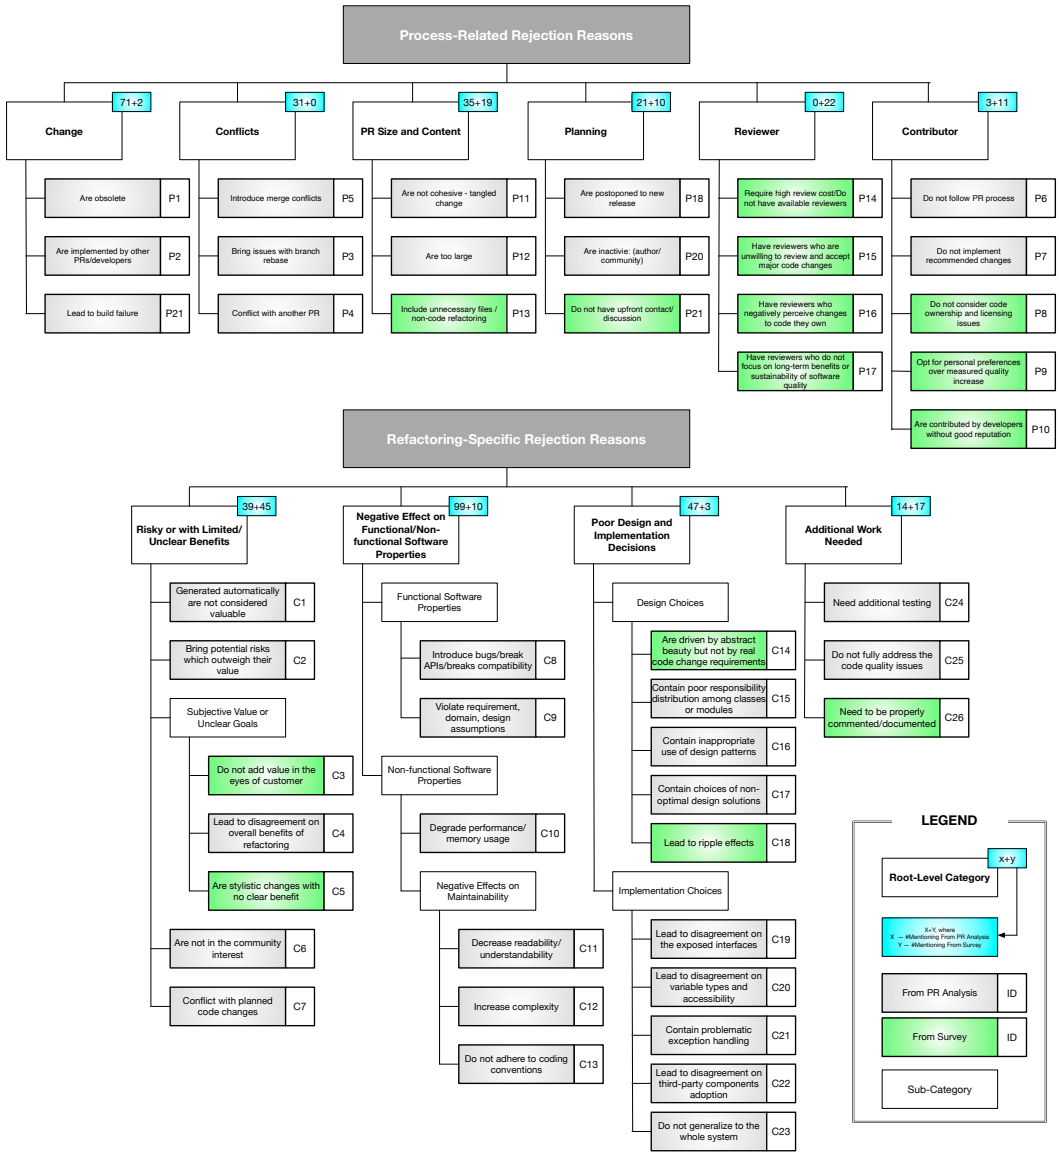 Process-Related Rejection Reasons
71+2
31+0
35+19
21+10
0+22
3+11
Change
Conflicts
PR Size and Content
Planning
Reviewer
Contributor
Are obsolete
P1
Are implemented by other
PRs/developers
P2
Lead to build failure
P21
Introduce merge conflicts
P5
Bring issues with branch
rebase
P3
Conflict with another PR
P4
Are not cohesive - tangled
change
P11
Are too large
P12
Include unnecessary files /
non-code refactoring
P13
Are postoponed to new
release
P18
Are inactivie: (author/
community)
P20
Do not have upfront contact/
discussion
P21
Require high review cost/Do
not have available reviewers
P14
Have reviewers who are
unwilling to review and accept
major code changes
P15
Have reviewers who
negatively perceive changes
to code they own
P16
Have reviewers who do not
focus on long-term benefits or
sustainability of software
quality
P17
Do not follow PR process
P6
Do not implement
recommended changes
P7
Do not consider code
ownership and licensing
issues
P8
Opt for personal preferences
over measured quality
increase
P9
Are contributed by developers
without good reputation
P10
Refactoring-Specific Rejection Reasons
39+45
99+10
47+3
14+17
Risky or with Limited/
Unclear Benefits
Generated automatically
are not considered
valuable
C1
Bring potential risks
which outweigh their
value
C2
Subjective Value or
Unclear Goals
Do not add value in the
eyes of customer
C3
Lead to disagreement on
overall benefits of
refactoring
C4
Are stylistic changes with
no clear benefit
C5
Are not in the community
interest
C6
Conflict with planned
code changes
C7
Negative Effect on
Functional/Non-
functional Software
Properties
Functional Software
Properties
Introduce bugs/break
APIs/breaks compatibility
C8
Violate requirement,
domain, design
assumptions
C9
Non-functional Software
Properties
Degrade performance/
memory usage
C10
Negative Effects on
Maintainability
Decrease readability/
understandability
C11
Increase complexity
C12
Do not adhere to coding
conventions
C13
Poor Design and
Implementation
Decisions
Design Choices
Are driven by abstract
beauty but not by real
code change requirements
C14
Contain poor responsibility
distribution among classes
or modules
C15
Contain inappropriate
use of design patterns
C16
Contain choices of non-
optimal design solutions
C17
Lead to ripple effects
C18
Implementation Choices
Lead to disagreement on
the exposed interfaces
C19
Lead to disagreement on
variable types and
accessibility
C20
Contain problematic
exception handling
C21
Lead to disagreement on
third-party components
adoption
C22
Do not generalize to the
whole system
C23
Additional Work
Needed
Need additional testing
C24
Do not fully address the
code quality issues
C25
Need to be properly
commented/documented
C26
LEGEND
x+y
Root-Level Category
X+Y, where
X — #Mentioning From PR Analysis
Y — #Mentioning From Survey
From PR Analysis
ID
From Survey
ID
Sub-Category